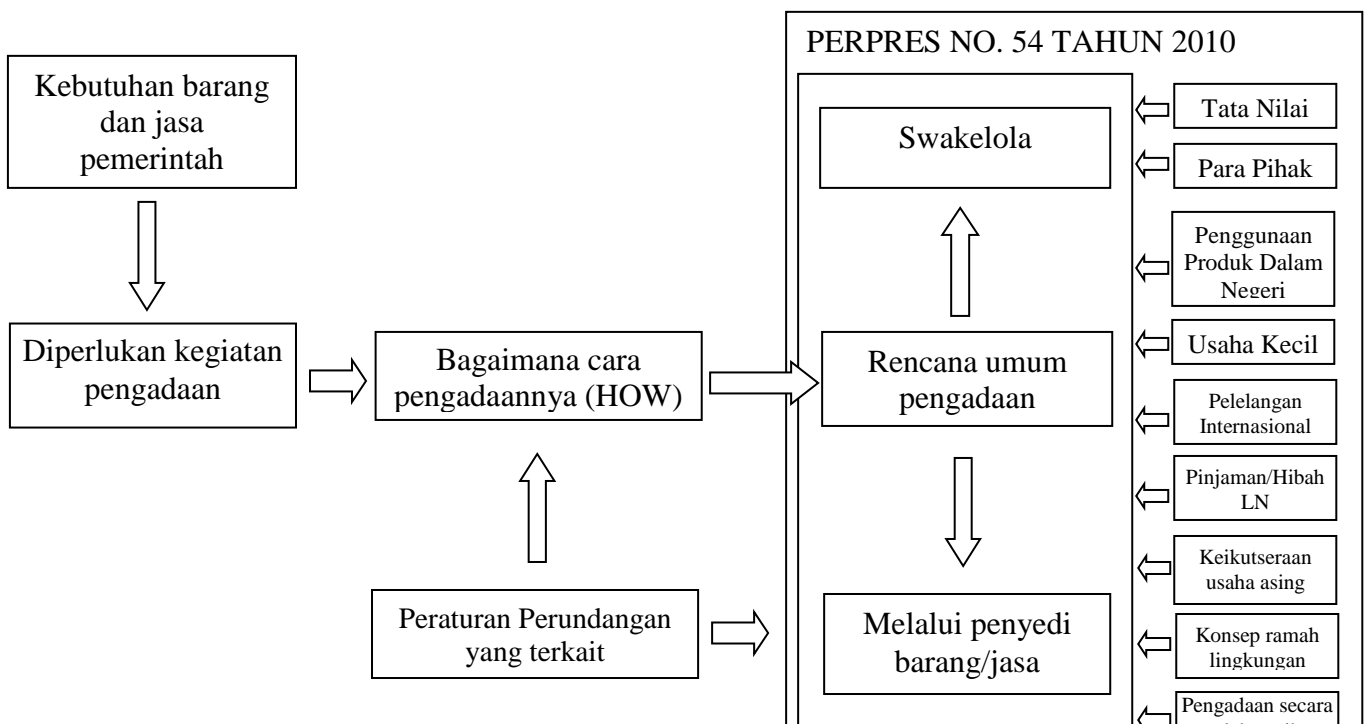 PERPRES NO. 54 TAHUN 2010
Kebutuhan barang
dan jasa
pemerintah
Diperlukan kegiatan
pengadaan
Bagaimana cara
pengadaannya (HOW)
Peraturan Perundangan
yang terkait
Swakelola
Rencana umum
pengadaan
Melalui penyedi
barang/jasa
Tata Nilai
Para Pihak
Penggunaan
Produk Dalam
Negeri
Usaha Kecil
Pelelangan
Internasional
Pinjaman/Hibah
LN
Keikutseraan
usaha asing
Konsep ramah
lingkungan
Pengadaan secara